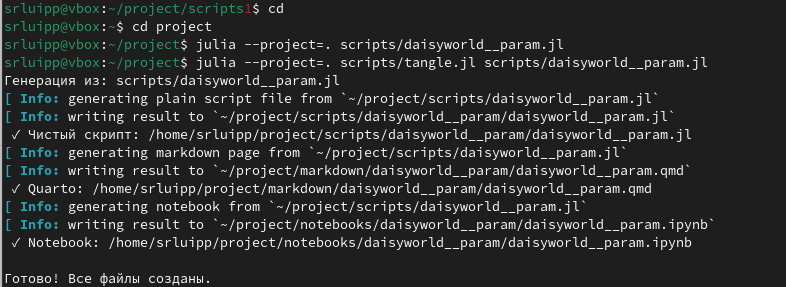 srluipp@vbox:~/project/scripts1$ cd
srluipp@vbox:~$ cd project
srluipp@vbox:~/project$ julia --project=. scripts/daisyworld__param.jl
srluipp@vbox:~/project$ julia --project=. scripts/tangle.jl scripts/daisyworld__param.jl
Генерация из: scripts/daisyworld__param.jl
[ Info: generating plain script file from `~/project/scripts/daisyworld__param.jl`
[ Info: writing result to `~/project/scripts/daisyworld__param/daisyworld__param.jl`
✓ Чистый скрипт: /home/srluipp/project/scripts/daisyworld__param/daisyworld__param.jl
[ Info: generating markdown page from `~/project/scripts/daisyworld__param.jl`
[ Info: writing result to `~/project/markdown/daisyworld__param/daisyworld__param.qmd`
✓ Quarto: /home/srluipp/project/markdown/daisyworld__param/daisyworld__param.qmd
[ Info: generating notebook from `~/project/scripts/daisyworld__param.jl`
[ Info: writing result to `~/project/notebooks/daisyworld__param/daisyworld__param.ipynb`
✓ Notebook: /home/srluipp/project/notebooks/daisyworld__param/daisyworld__param.ipynb
Готово! Все файлы созданы.